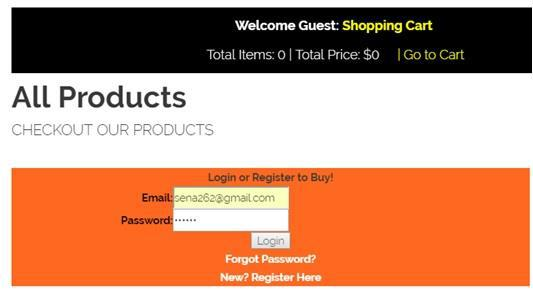 Welcome Guest: Shopping Cart
Total Items: 0 | Total Price: $0 | Go to Cart
All Products
CHECKOUT OUR PRODUCTS
Login or Register to Buy!
Email: sena262@gmail.com
Password: ••••••
Login
Forgot Password?
New? Register Here